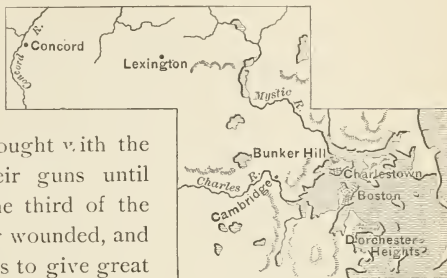 Concord
Concord R.
Lexington
Mystic R.
Bunker Hill
Charlestown
Charles R.
Cambridge
Boston
Dorchester
Heights
ought with the
eir guns until
e third of the
wounded, and
s to give great